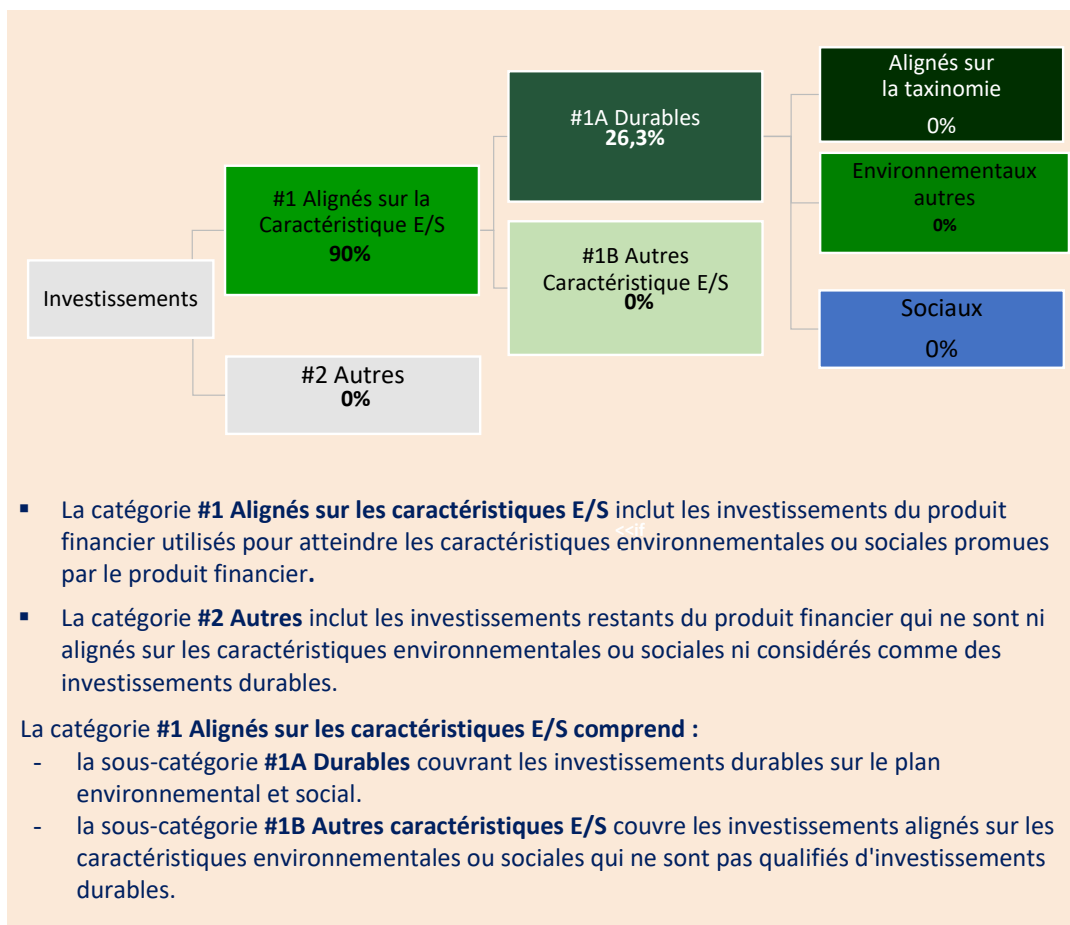 Investissements
#1 Alignés sur la
Caractéristique E/S
90%
#2 Autres
0%
#1A Durables
26,3%
#1B Autres
Caractéristique E/S
0%
Alignés sur
la taxinomie
0%
Environnementaux
autres
0%
Sociaux
0%
▪ La catégorie #1 Alignés sur les caractéristiques E/S inclut les investissements du produit
<<if
financier utilisés pour atteindre les caractéristiques environnementales ou sociales promues
par le produit financier.
▪ La catégorie #2 Autres inclut les investissements restants du produit financier qui ne sont ni
alignés sur les caractéristiques environnementales ou sociales ni considérés comme des
investissements durables.
La catégorie #1 Alignés sur les caractéristiques E/S comprend :
- la sous-catégorie #1A Durables couvrant les investissements durables sur le plan
environnemental et social.
- la sous-catégorie #1B Autres caractéristiques E/S couvre les investissements alignés sur les
caractéristiques environnementales ou sociales qui ne sont pas qualifiés d'investissements
durables.